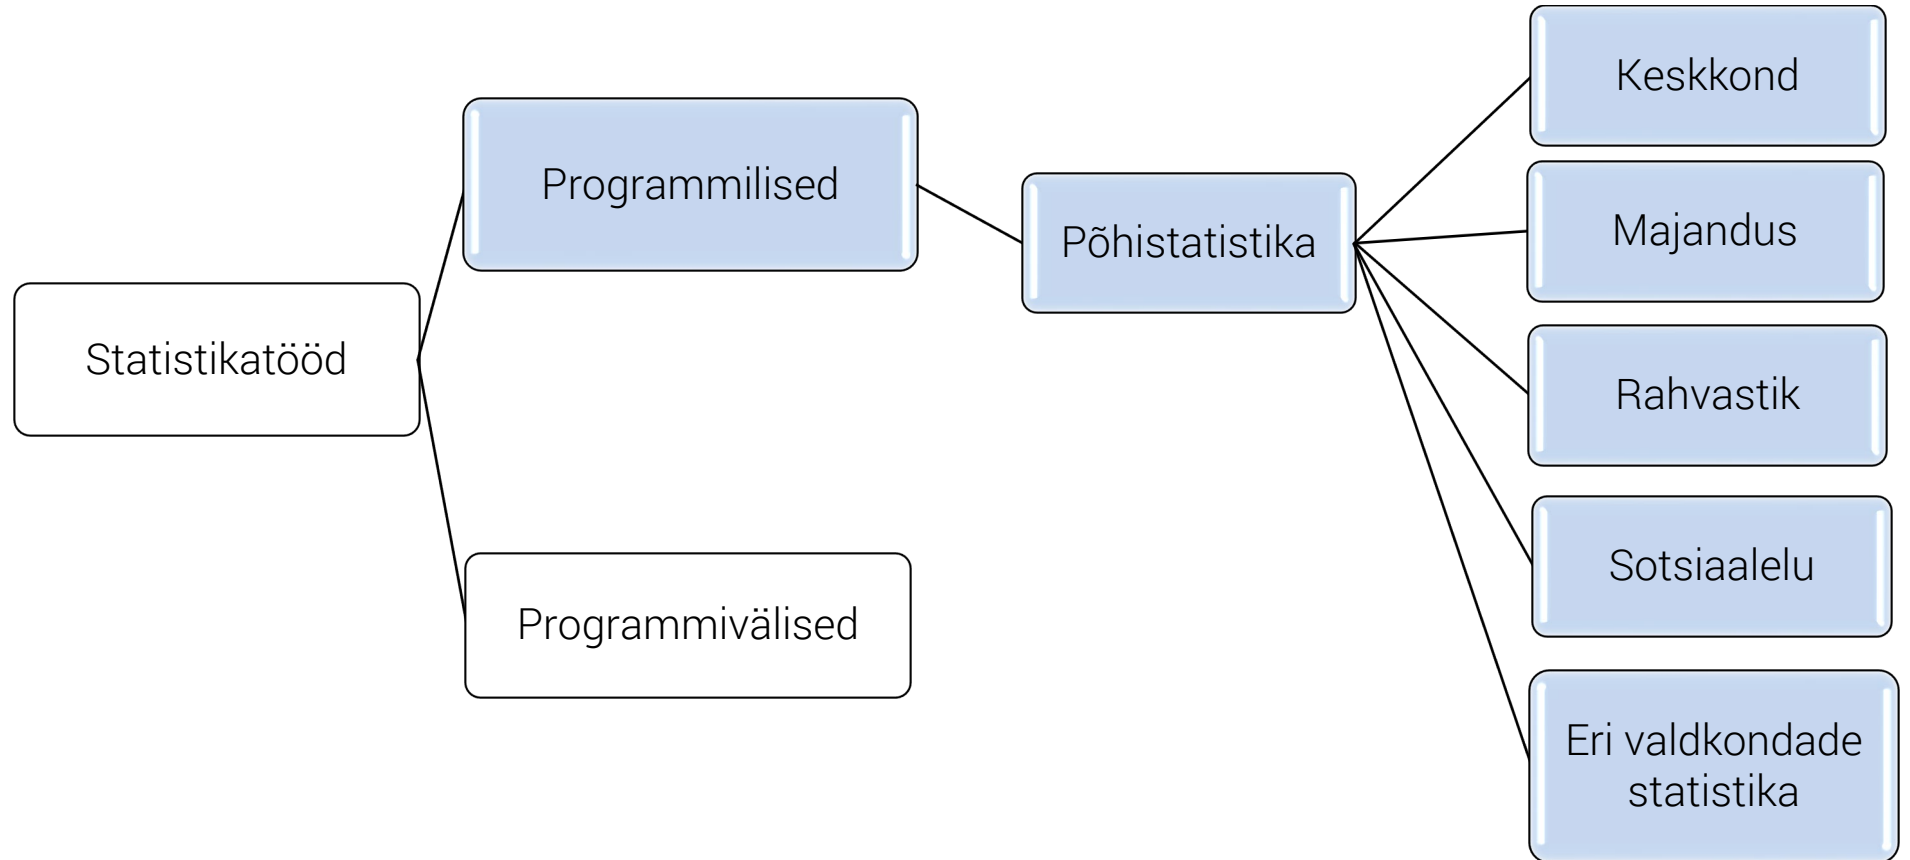 Statistikatööd
Programmilised
Programmivälised
Põhistatistika
Keskkond
Majandus
Rahvastik
Sotsiaalelu
Eri valdkondade
statistika